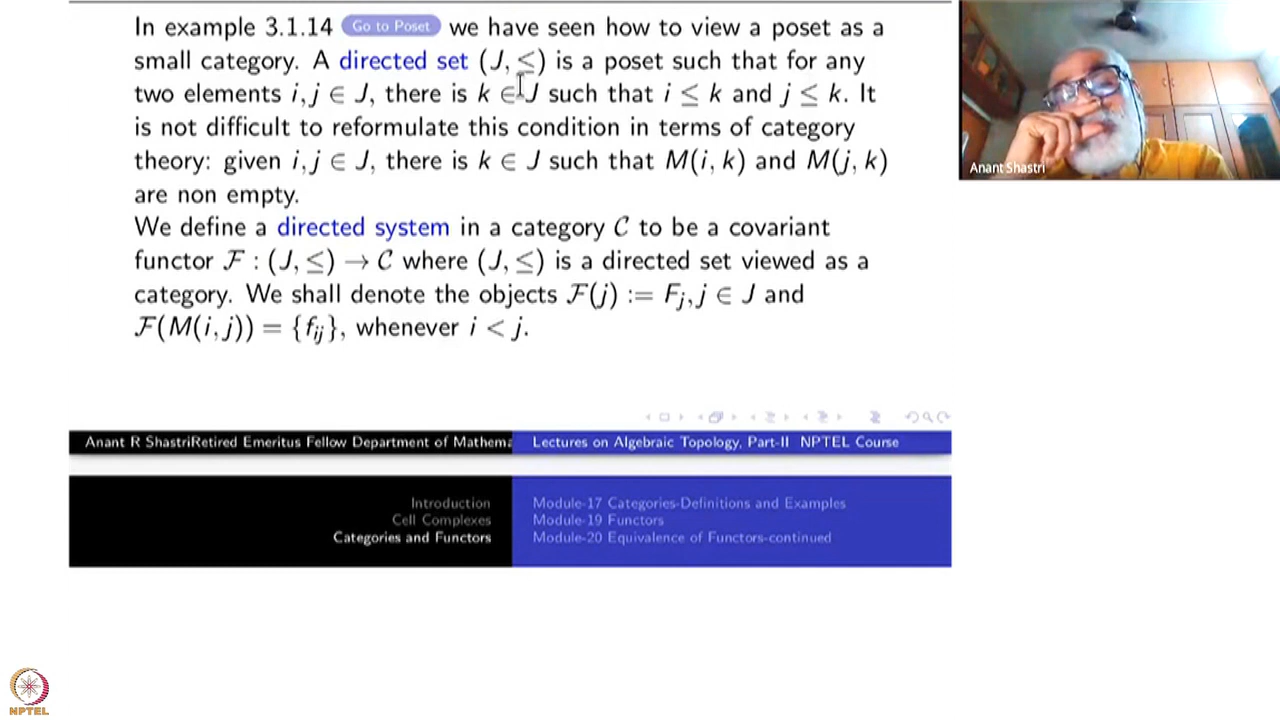 In example 3.1.14 Go to Poset we have seen how to view a poset as a
small category. A directed set (J, ≤) is a poset such that for any
two elements i, j ∈ J, there is k ∈ J such that i ≤ k and j ≤ k. It
is not difficult to reformulate this condition in terms of category
theory: given i, j ∈ J, there is k ∈ J such that M(i, k) and M(j, k)
are non empty.
We define a directed system in a category 𝒞 to be a covariant
functor ℱ : (J, ≤) → 𝒞 where (J, ≤) is a directed set viewed as a
category. We shall denote the objects ℱ(j) := F_j, j ∈ J and
ℱ(M(i, j)) = {f_ij}, whenever i < j.
Anant Shastri
Anant R ShastriRetired Emeritus Fellow Department of Mathema
Lectures on Algebraic Topology, Part-II NPTEL Course
Introduction
Cell Complexes
Categories and Functors
Module-17 Categories-Definitions and Examples
Module-19 Functors
Module-20 Equivalence of Functors-continued
NPTEL